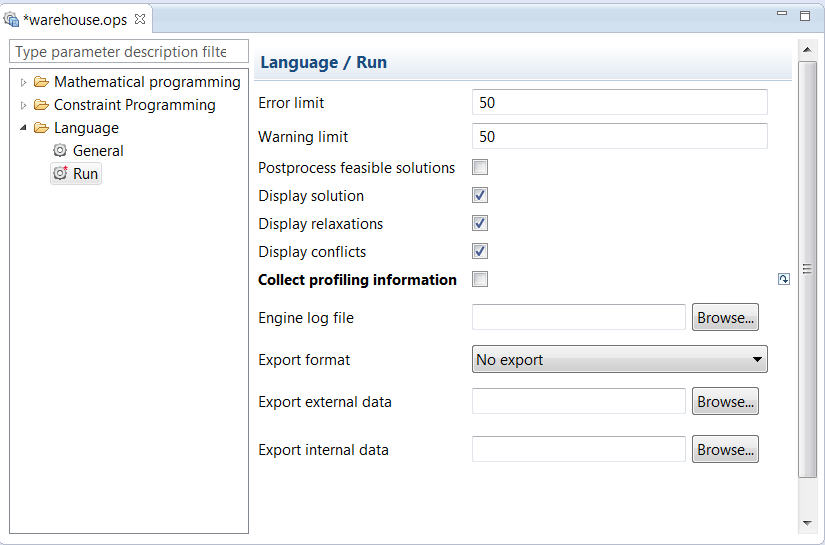 *warehouse.ops
Type parameter description filte
Mathematical programming
Constraint Programming
Language
General
Run
Language / Run
Error limit 50
Warning limit 50
Postprocess feasible solutions
Display solution
Display relaxations
Display conflicts
Collect profiling information
Engine log file Browse...
Export format No export
Export external data Browse...
Export internal data Browse...